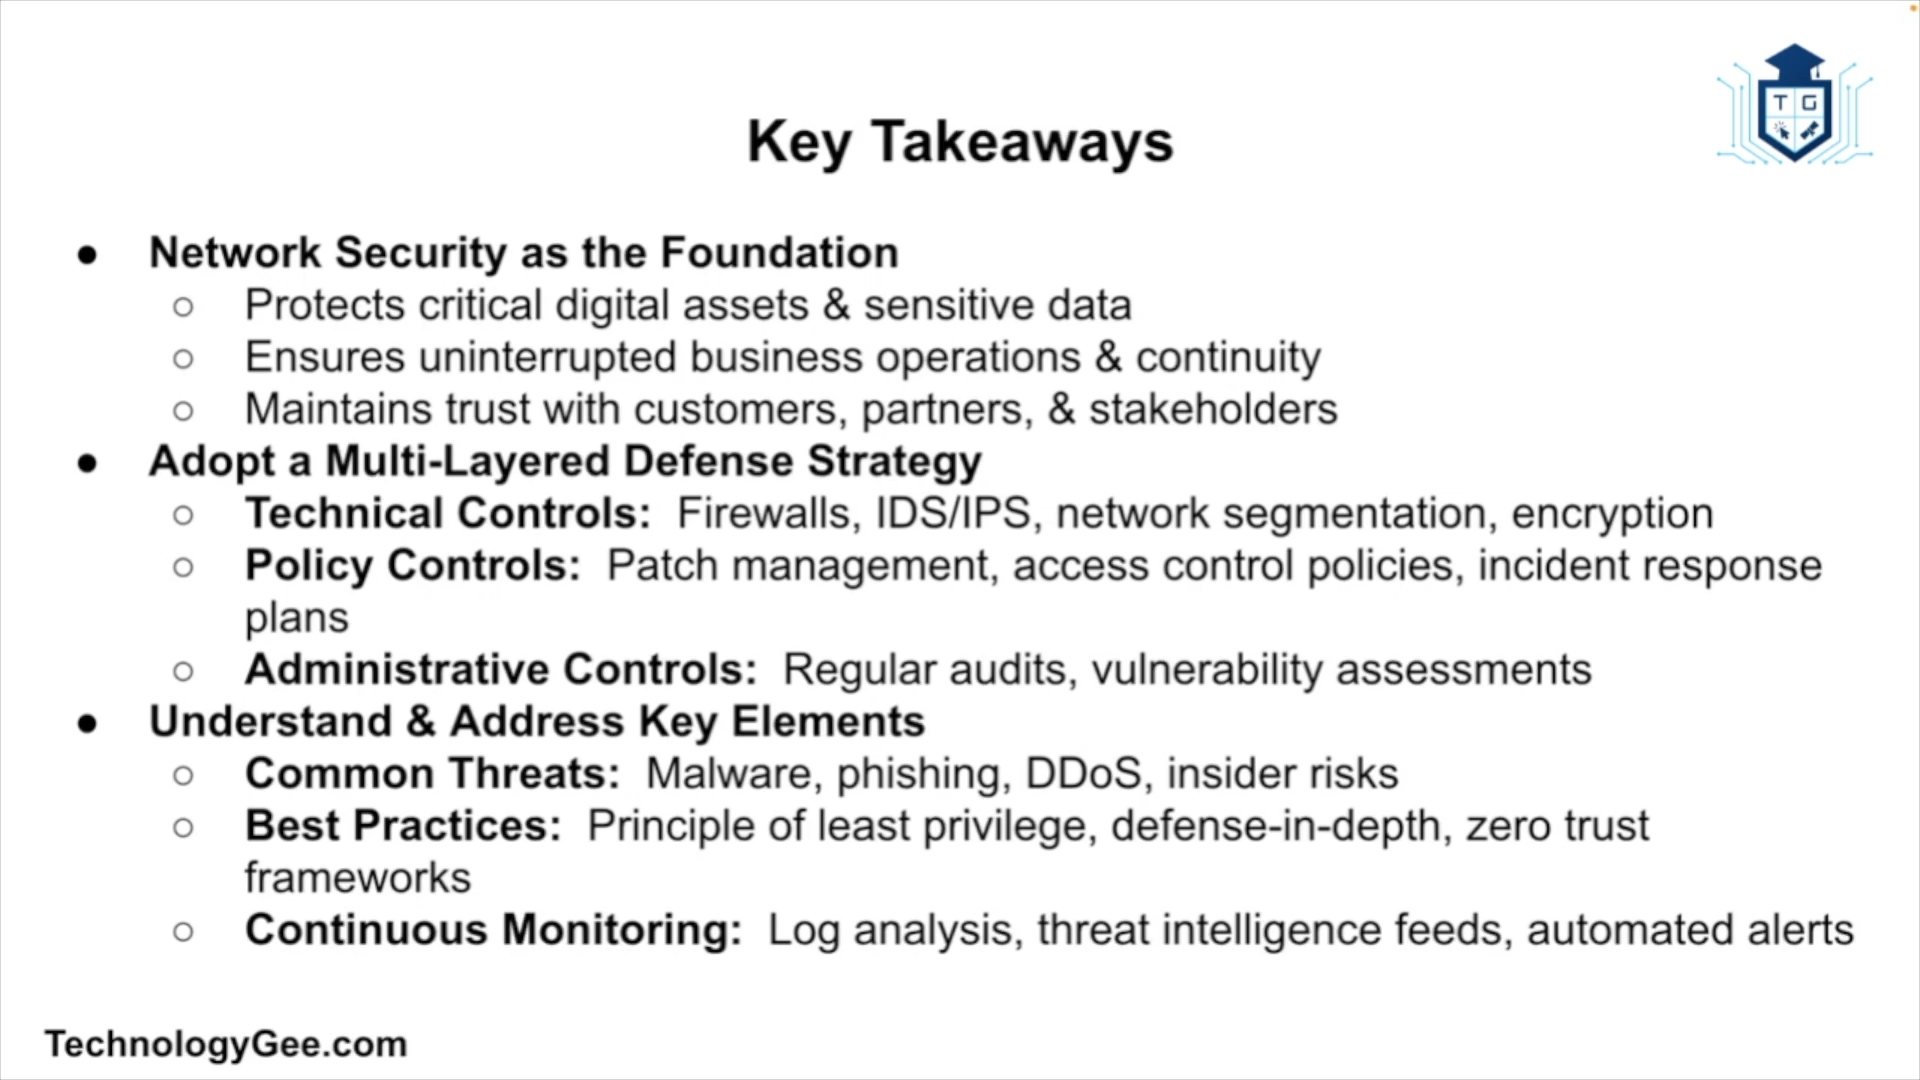 T G
Key Takeaways
● Network Security as the Foundation
○ Protects critical digital assets & sensitive data
○ Ensures uninterrupted business operations & continuity
○ Maintains trust with customers, partners, & stakeholders
● Adopt a Multi-Layered Defense Strategy
○ Technical Controls: Firewalls, IDS/IPS, network segmentation, encryption
○ Policy Controls: Patch management, access control policies, incident response
plans
○ Administrative Controls: Regular audits, vulnerability assessments
● Understand & Address Key Elements
○ Common Threats: Malware, phishing, DDoS, insider risks
○ Best Practices: Principle of least privilege, defense-in-depth, zero trust
frameworks
○ Continuous Monitoring: Log analysis, threat intelligence feeds, automated alerts
TechnologyGee.com